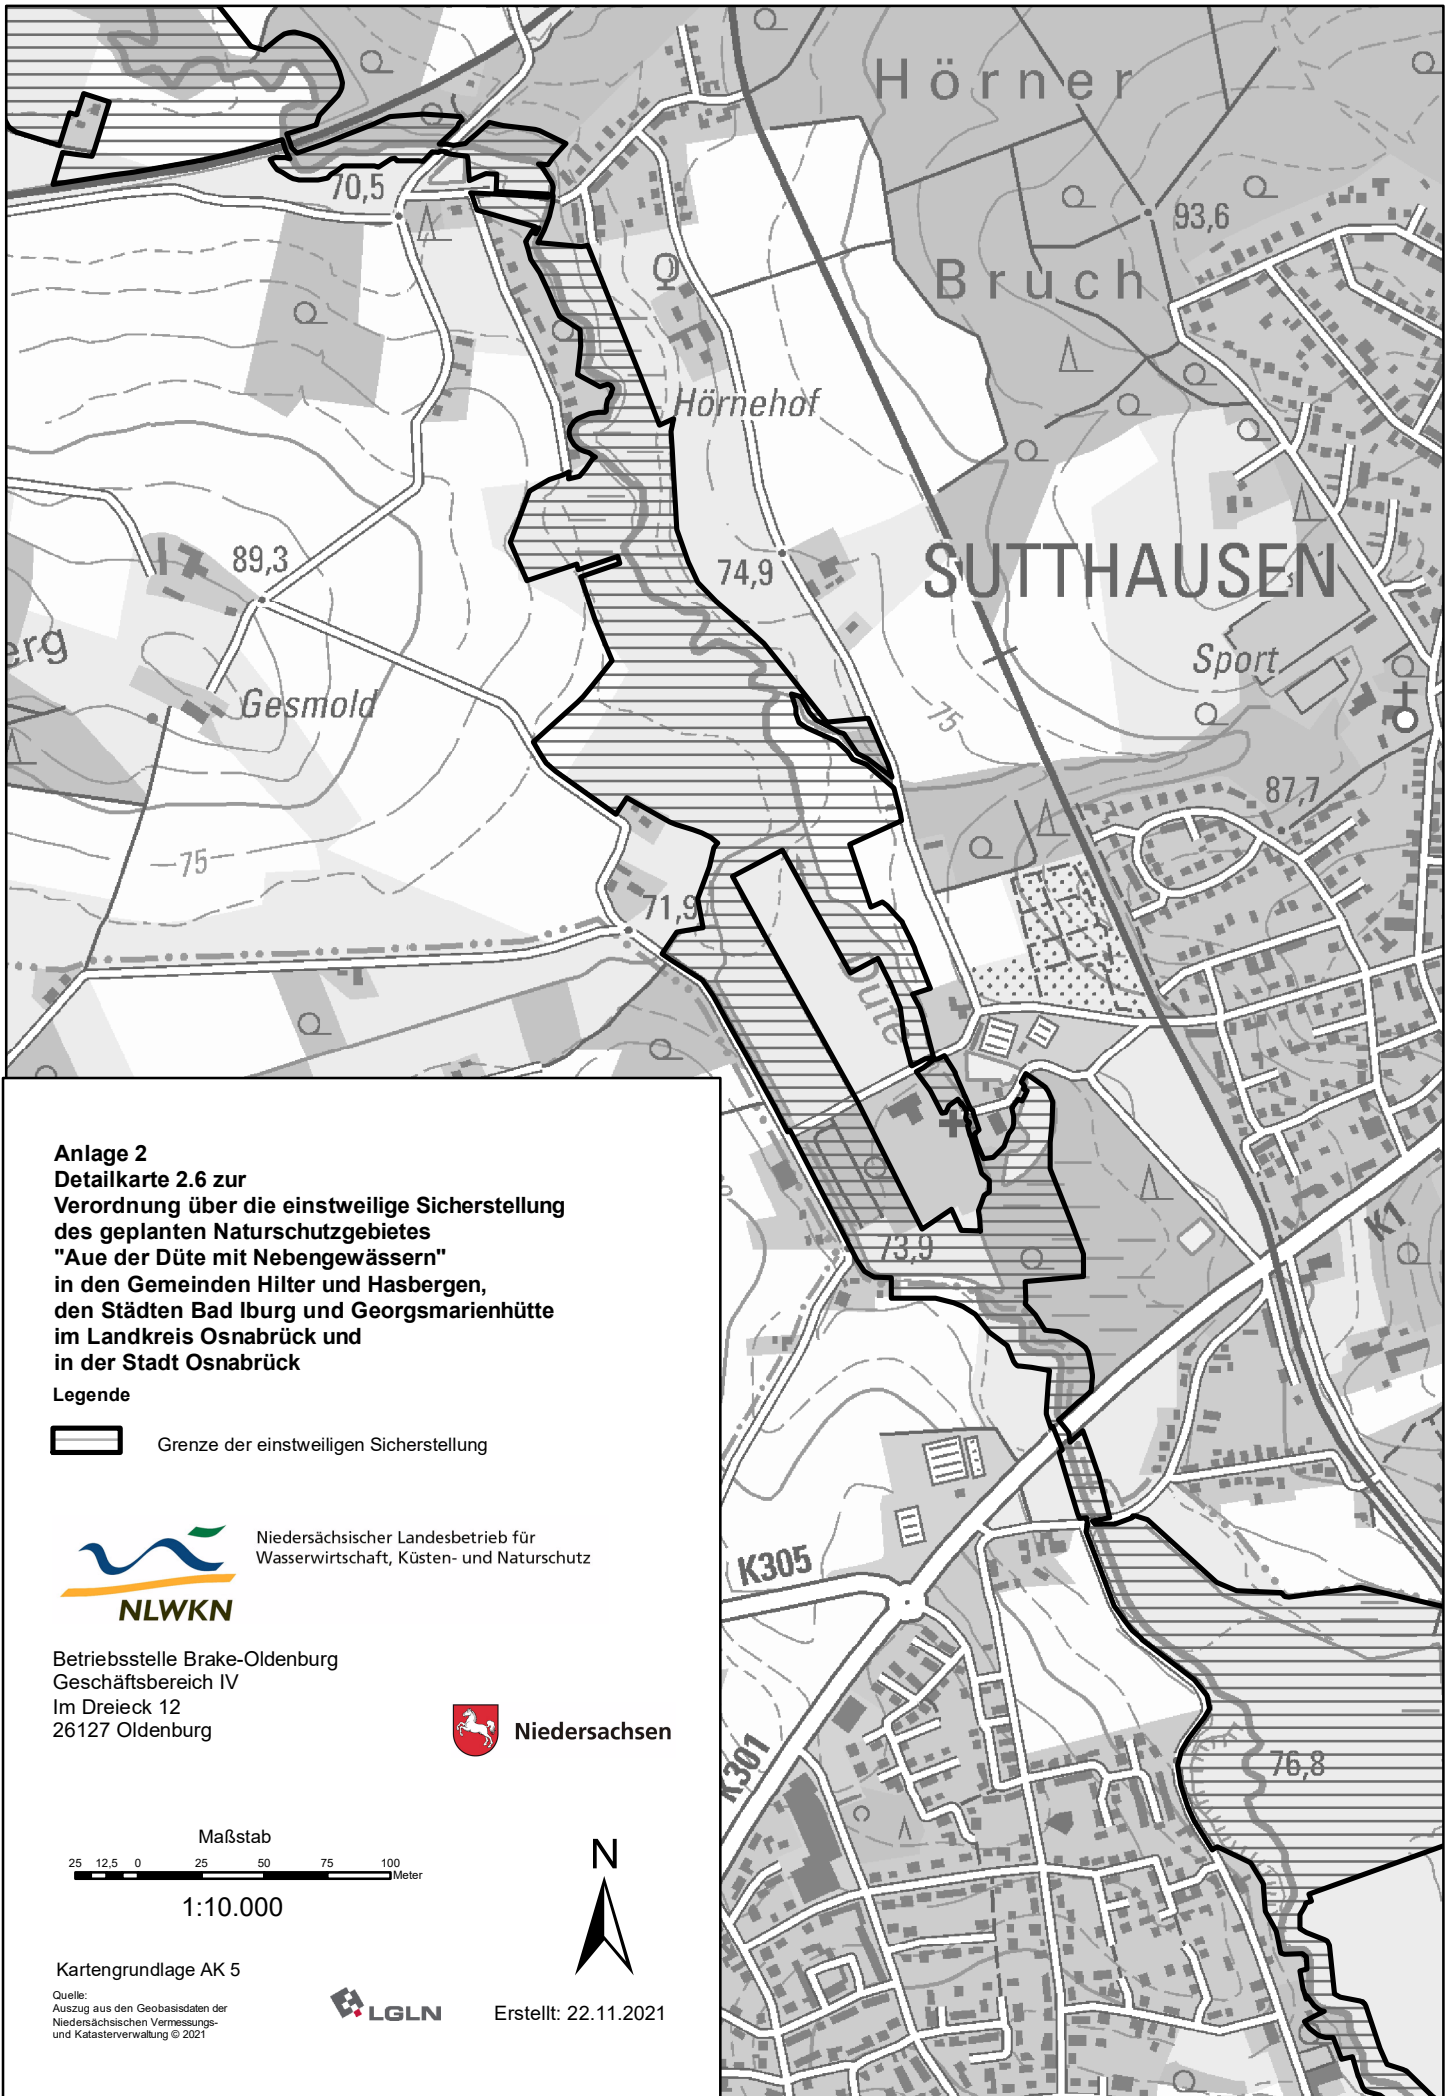 Hörner
Bruch
70,5
93,6
Hörnehof
89,3
74,9
SUTTHAUSEN
Sport
Gesmold
75
87,7
75
71,9
Düte
73,9
K1
K305
K301
76,8
Anlage 2
Detailkarte 2.6 zur
Verordnung über die einstweilige Sicherstellung
des geplanten Naturschutzgebietes
"Aue der Düte mit Nebengewässern"
in den Gemeinden Hilter und Hasbergen,
den Städten Bad Iburg und Georgsmarienhütte
im Landkreis Osnabrück und
in der Stadt Osnabrück
Legende
Grenze der einstweiligen Sicherstellung
Niedersächsischer Landesbetrieb für
Wasserwirtschaft, Küsten- und Naturschutz
NLWKN
Betriebsstelle Brake-Oldenburg
Geschäftsbereich IV
Im Dreieck 12
26127 Oldenburg
Niedersachsen
Maßstab
25 12,5 0 25 50 75 100
Meter
1:10.000
N
Kartengrundlage AK 5
Quelle:
Auszug aus den Geobasisdaten der
Niedersächsischen Vermessungs-
und Katasterverwaltung © 2021
LGLN
Erstellt: 22.11.2021